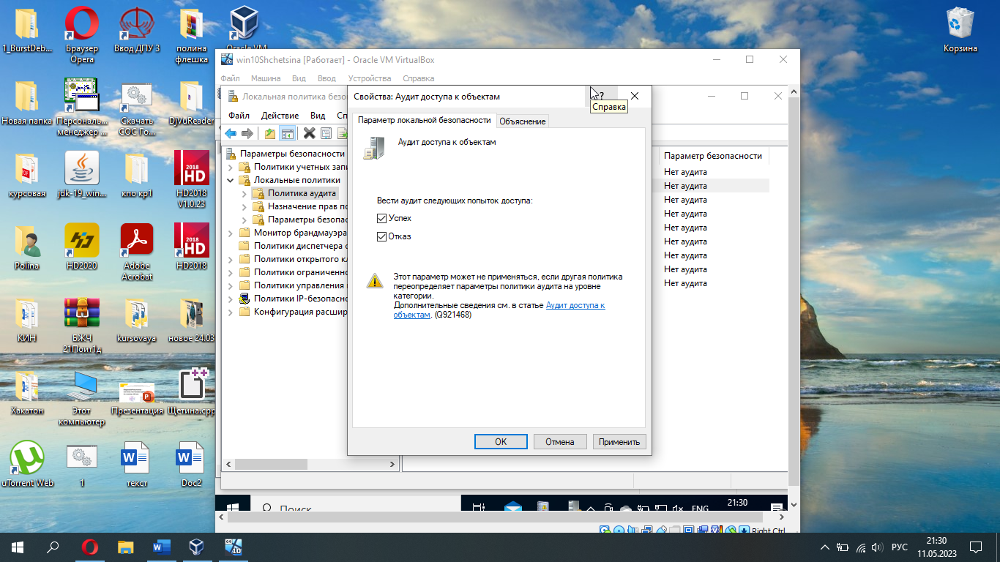 1_BurstDeb...
Браузер
Opera
Ввод ДПУ 3
полина
флешка
Oracle VM
Новая папка
Персональ...
менеджер ...
Скачать
СОС Го...
DjVuReader
курсовая
jdk-19_win...
кпо кр1
HD2018
V1.0.23
Polina
HD2020
Adobe
Acrobat
HD2018
КИН
БЖЧ
21Поит1д
kursovaya
новое 24.03
Хакатон
Этот
компьютер
Презентация
Щетина.cpp
uTorrent Web
1
текст
Doc2
Корзина
win10Shchetsina [Работает] - Oracle VM VirtualBox
Файл Машина Вид Ввод Устройства Справка
Локальная политика безо
Файл Действие Вид Сп
Параметры безопасности
Политики учетных запи
Локальные политики
Политика аудита
Назначение прав по
Параметры безопас
Монитор брандмауэра
Политики диспетчера с
Политики открытого кл
Политики ограниченно
Политики управления
Политики IP-безопасно
Конфигурация расшир
Параметр безопасности
Нет аудита
Нет аудита
Нет аудита
Нет аудита
Нет аудита
Нет аудита
Нет аудита
Нет аудита
Нет аудита
Свойства: Аудит доступа к объектам
?
Справка
Параметр локальной безопасности
Объяснение
Аудит доступа к объектам
Вести аудит следующих попыток доступа:
Успех
Отказ
Этот параметр может не применяться, если другая политика
переопределяет параметры политики аудита на уровне
категории.
Дополнительные сведения см. в статье Аудит доступа к
объектам. (Q921468)
ОК
Отмена
Применить
Поиск
ENG
21:30
Right Ctrl
РУС
21:30
11.05.2023